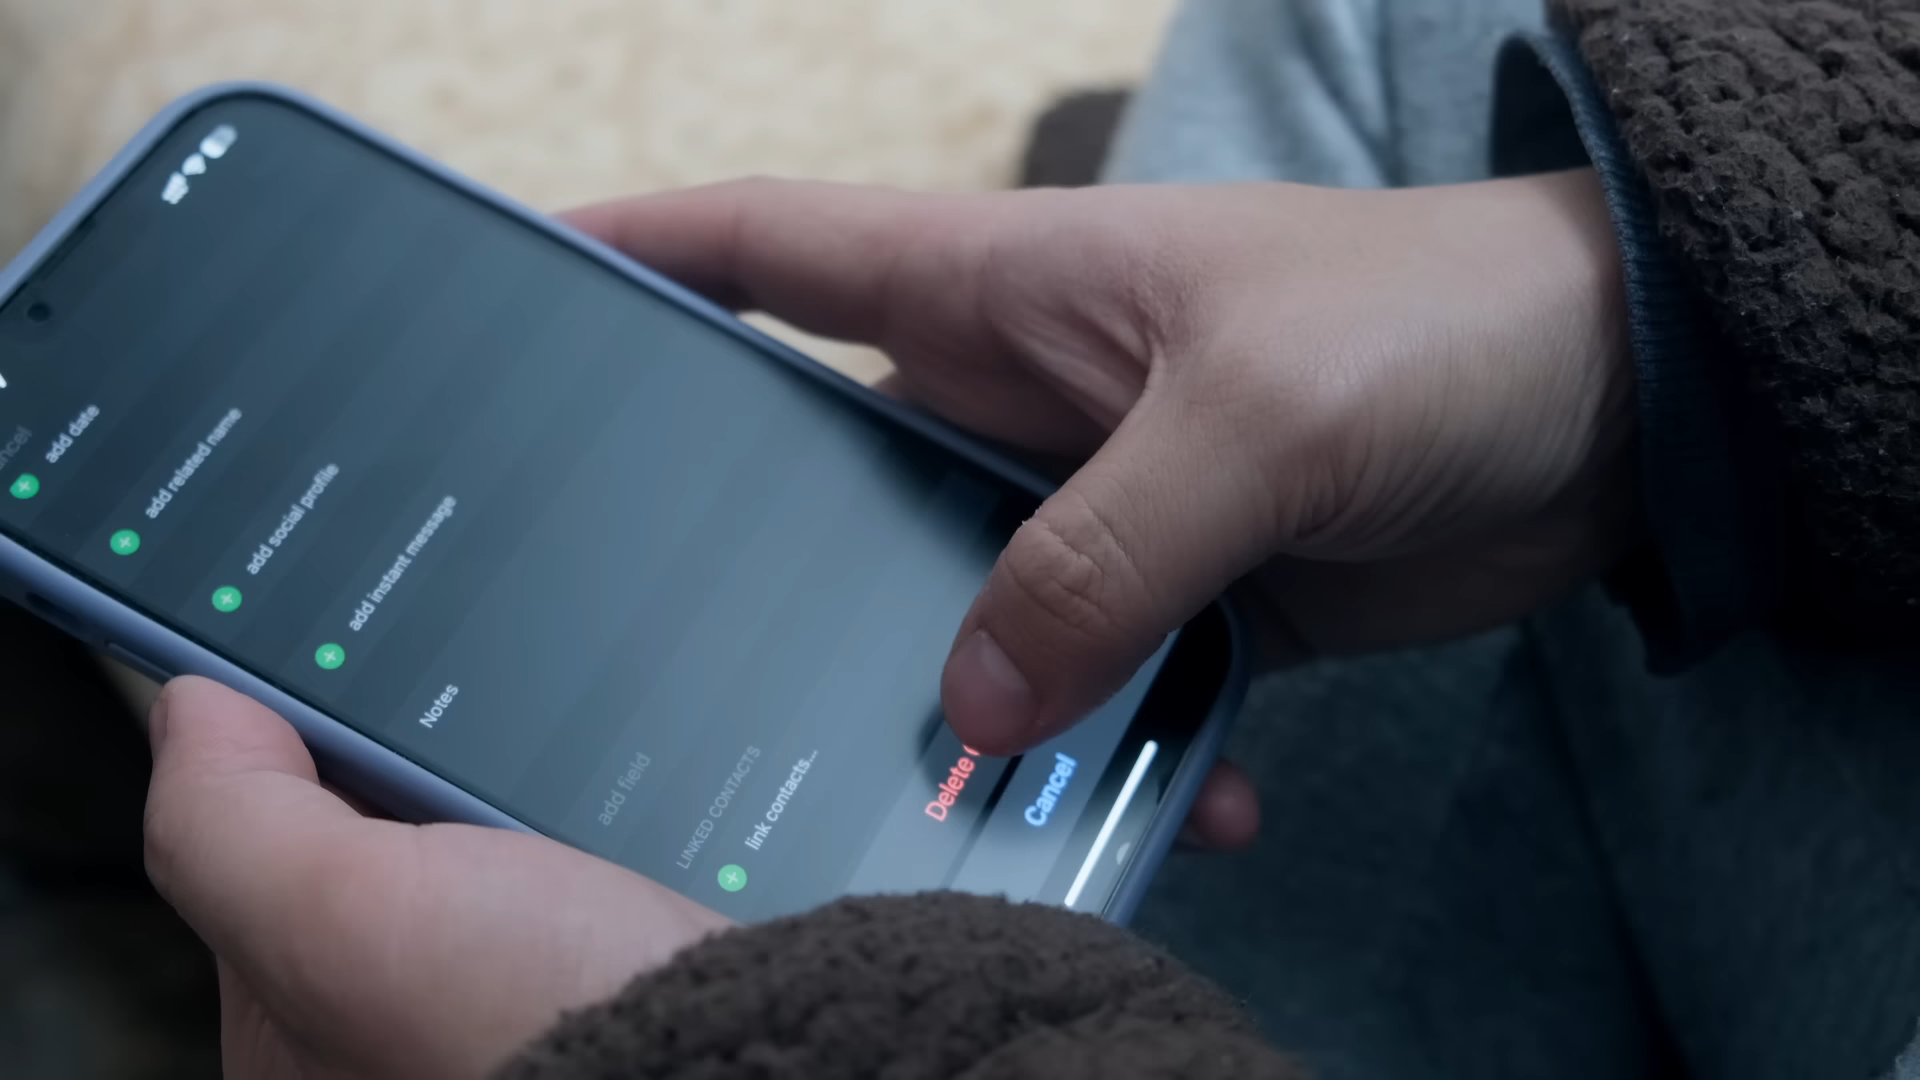 add date
add related name
add social profile
add instant message
Notes
add field
LINKED CONTACTS
link contacts...
Delete
Cancel